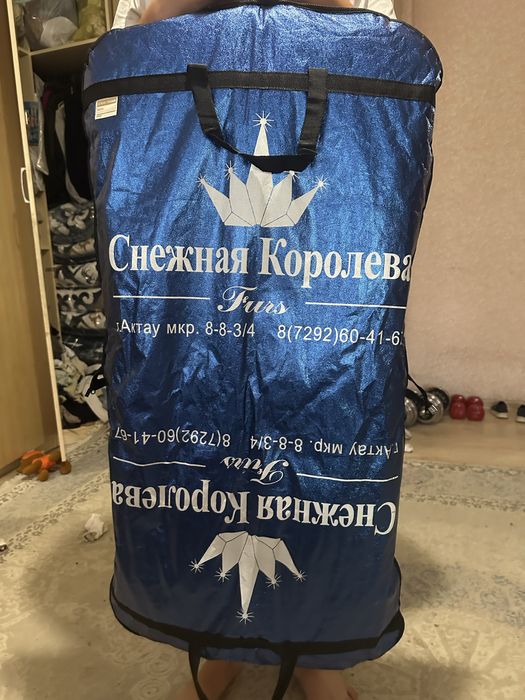 Снежная Королева
Furs
г.Актау мкр. 8-8-3/4 8(7292)60-41-6
г.Актау мкр. 8-8-3/4 8(7292)60-41-67
Furs
Снежная Королева